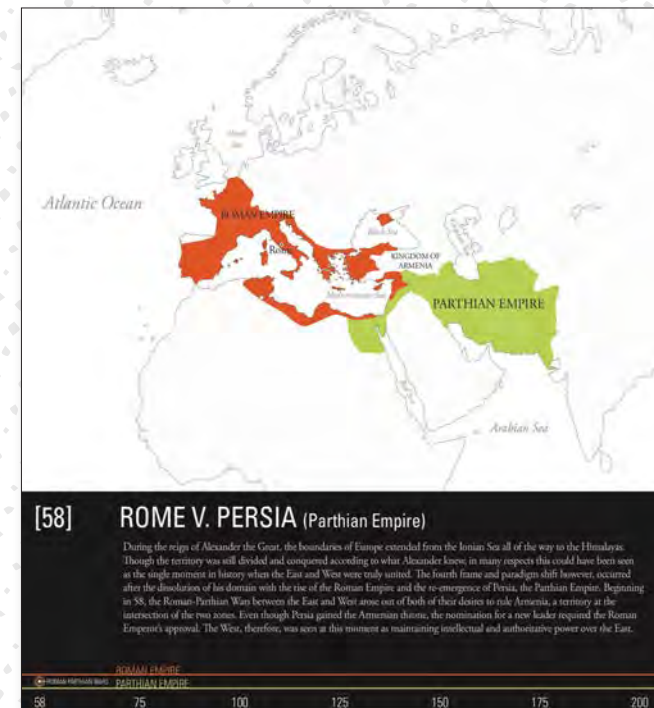 North
Sea
Atlantic Ocean
ROMAN EMPIRE
Rome
Black Sea
KINGDOM OF
ARMENIA
Mediterranean Sea
PARTHIAN EMPIRE
Arabian Sea
[58] ROME V. PERSIA (Parthian Empire)
During the reign of Alexander the Great, the boundaries of Europe extended from the Ionian Sea all of the way to the Himalayas.
Though the territory was still divided and conquered according to what Alexander knew, in many respects this could have been seen
as the single moment in history when the East and West were truly united. The fourth frame and paradigm shift however, occurred
after the dissolution of his domain with the rise of the Roman Empire and the re-emergence of Persia, the Parthian Empire. Beginning
in 58, the Roman-Parthian Wars between the East and West arose out of both of their desires to rule Armenia, a territory at the
intersection of the two zones. Even though Persia gained the Armenian throne, the nomination for a new leader required the Roman
Emperor's approval. The West, therefore, was seen at this moment as maintaining intellectual and authoritative power over the East.
ROMAN EMPIRE
ROMAN PARTHIAN WARS
PARTHIAN EMPIRE
58 75 100 125 150 175 200